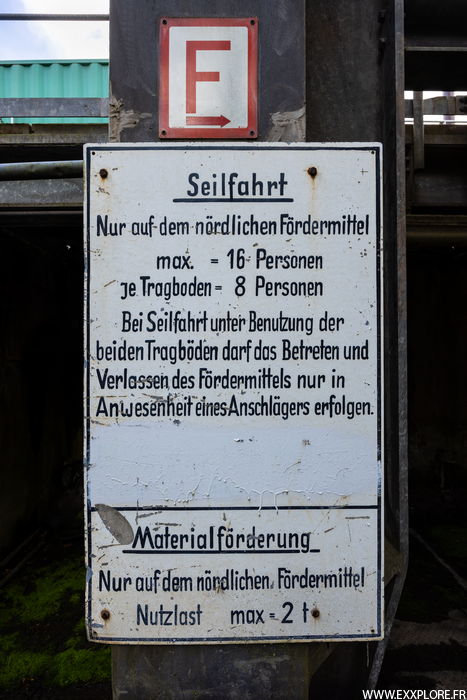 F
Seilfahrt
Nur auf dem nördlichen Fördermittel
max. = 16 Personen
je Tragboden = 8 Personen
Bei Seilfahrt unter Benutzung der
beiden Tragböden darf das Betreten und
Verlassen des Fördermittels nur in
Anwesenheit eines Anschlägers erfolgen.
Materialförderung
Nur auf dem nördlichen Fördermittel
Nutzlast max = 2 t
WWW.EXXPLORE.FR